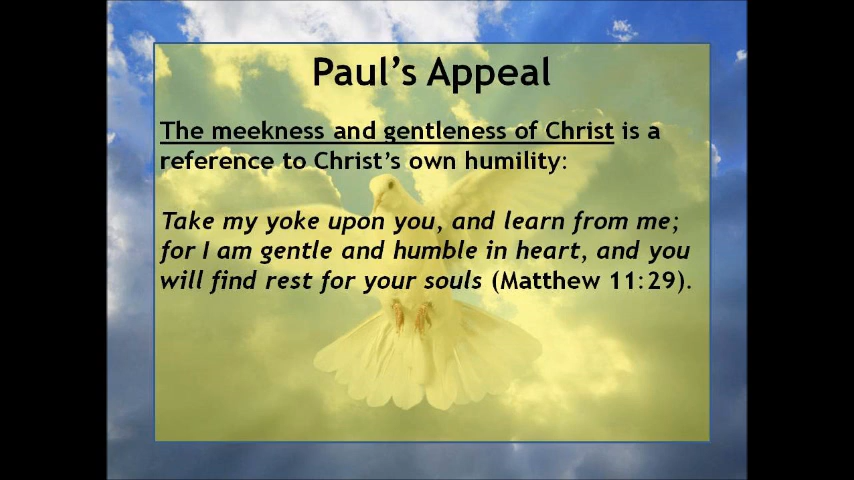 Paul’s Appeal
The meekness and gentleness of Christ is a
reference to Christ’s own humility:
Take my yoke upon you, and learn from me;
for I am gentle and humble in heart, and you
will find rest for your souls (Matthew 11:29).